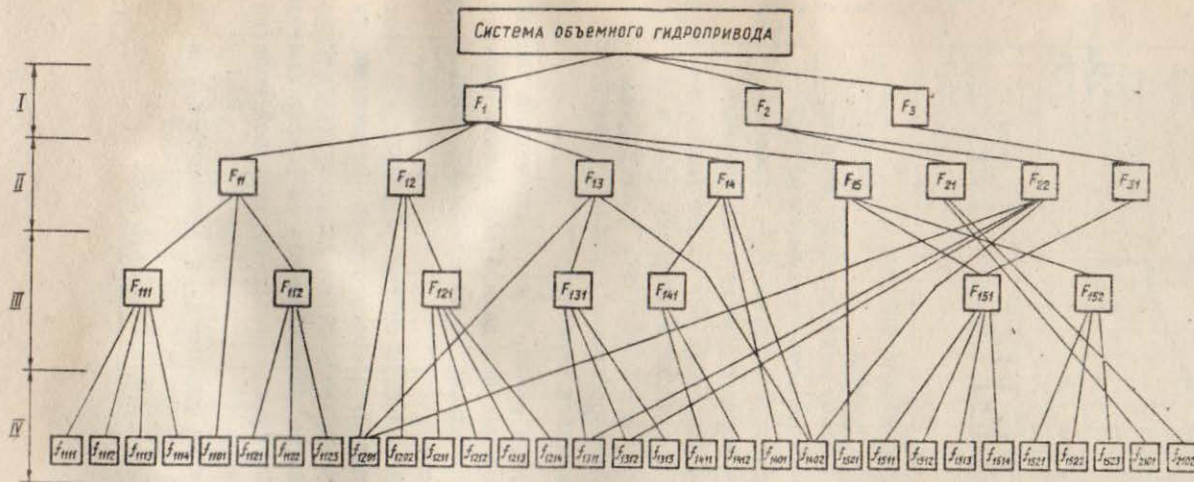 Система объемного гидропривода
I
F1 F2 F3
II
F11 F12 F13 F14 F15 F21 F22 F31
III
F111 F112 F121 F131 F141 F151 F152
IV
f1111 f1112 f1113 f1114 f1101 f1121 f1122 f1123 f1201 f1202 f1211 f1212 f1213 f1214 f1311 f1312 f1313 f1411 f1412 f1401 f1402 f1501 f1511 f1512 f1513 f1514 f1521 f1522 f1523 f2101 f2102